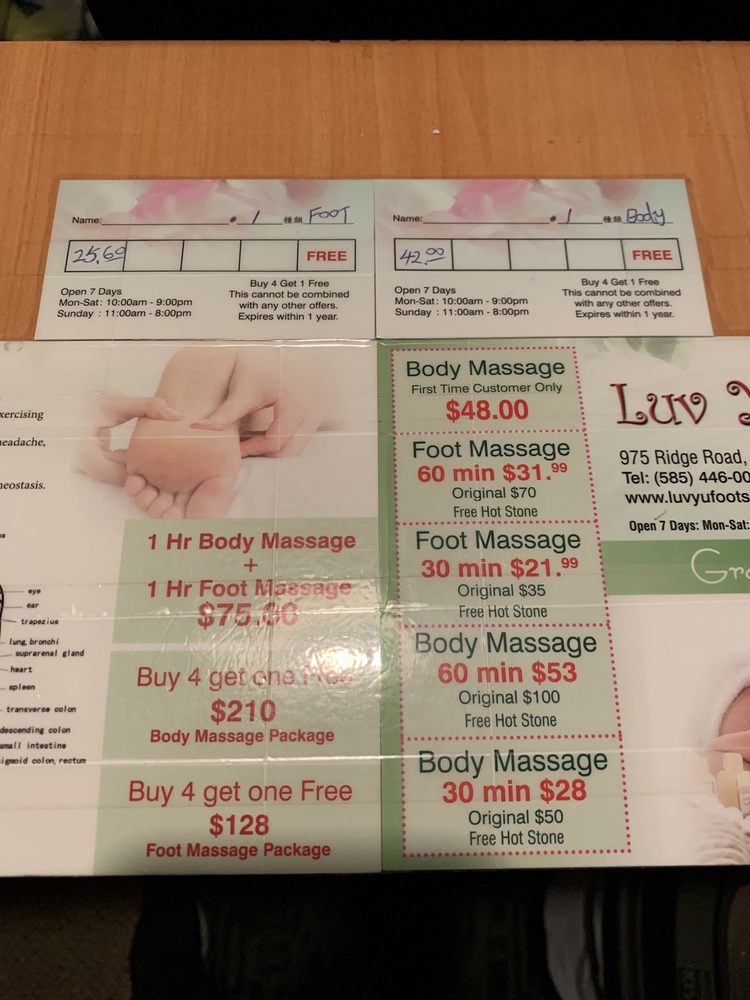 Name: # 1 種類 Foot
25.60 FREE
Open 7 Days
Mon-Sat: 10:00am - 9:00pm
Sunday : 11:00am - 8:00pm
Buy 4 Get 1 Free
This cannot be combined
with any other offers.
Expires within 1 year.
Name: # 1 種類 Body
42.00 FREE
Open 7 Days
Mon-Sat: 10:00am - 9:00pm
Sunday : 11:00am - 8:00pm
Buy 4 Get 1 Free
This cannot be combined
with any other offers.
Expires within 1 year.
xercising
headache,
meostasis.
eye
ear
trapezius
lung, bronchi
suprarenal gland
heart
spleen
transverse colon
descending colon
small intestine
sigmoid colon, rectum
1 Hr Body Massage
+
1 Hr Foot Massage
$75.00
Buy 4 get one Free
$210
Body Massage Package
Buy 4 get one Free
$128
Foot Massage Package
Body Massage
First Time Customer Only
$48.00
Foot Massage
60 min $31.99
Original $70
Free Hot Stone
Foot Massage
30 min $21.99
Original $35
Free Hot Stone
Body Massage
60 min $53
Original $100
Free Hot Stone
Body Massage
30 min $28
Original $50
Free Hot Stone
Luv
975 Ridge Road,
Tel: (585) 446-00
www.luvyufoots
Open 7 Days: Mon-Sat:
Gra